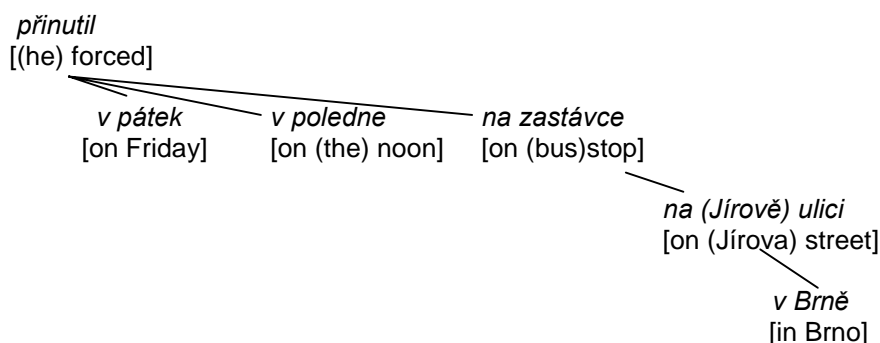 přinutil
[(he) forced]
v pátek
[on Friday]
v poledne
[on (the) noon]
na zastávce
[on (bus)stop]
na (Jírově) ulici
[on (Jírova) street]
v Brně
[in Brno]